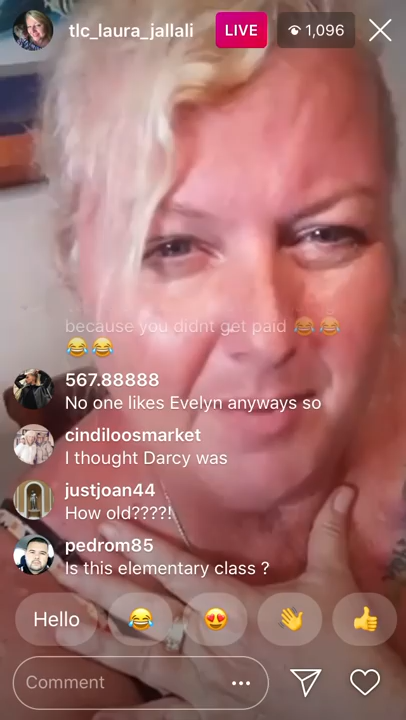 tlc_laura_jallali
LIVE
1,096
because you didnt get paid 😂😂
😂😂
567.88888
No one likes Evelyn anyways so
cindiloosmarket
I thought Darcy was
justjoan44
How old????!
pedrom85
Is this elementary class ?
Hello
Comment